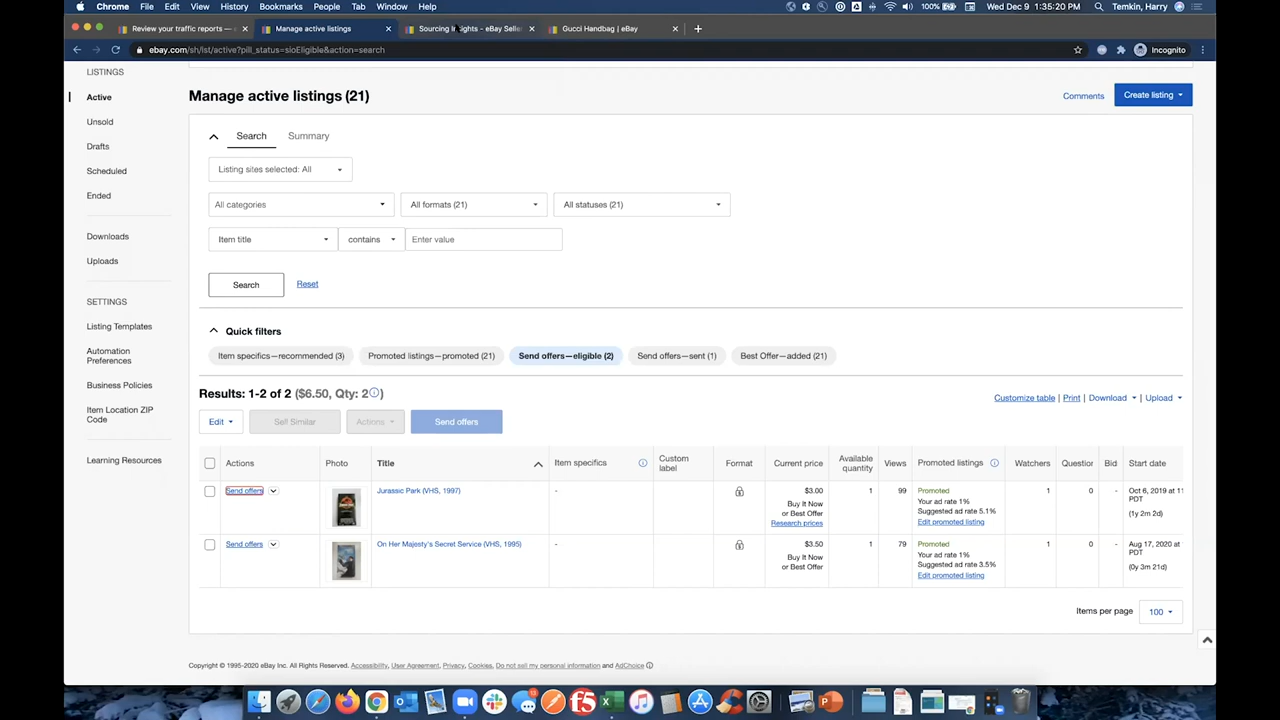 Chrome File Edit View History Bookmarks People Tab Window Help 100% Wed Dec 9 1:35:20 PM Temkin, Harry
Review your traffic reports — Manage active listings Sourcing Insights - eBay Selle Gucci Handbag | eBay
ebay.com/sh/lst/active?pill_status=sioEligible&action=search Incognito
LISTINGS
Active
Unsold
Drafts
Scheduled
Ended
Downloads
Uploads
SETTINGS
Listing Templates
Automation
Preferences
Business Policies
Item Location ZIP
Code
Learning Resources
Manage active listings (21)
Comments
Create listing
Search Summary
Listing sites selected: All
All categories All formats (21) All statuses (21)
Item title contains Enter value
Search Reset
Quick filters
Item specifics—recommended (3) Promoted listings—promoted (21) Send offers—eligible (2) Send offers—sent (1) Best Offer—added (21)
Results: 1-2 of 2 ($6.50, Qty: 2)
Customize table | Print | Download Upload
Edit Sell Similar Actions Send offers
Actions Photo Title Item specifics Custom label Format Current price Available quantity Views Promoted listings Watchers Questior Bid Start date
Send offers Jurassic Park (VHS, 1997) - $3.00 1 99 Promoted 1 0 - Oct 6, 2019 at 11
Buy It Now Your ad rate 1% PDT
or Best Offer Suggested ad rate 5.1% (1y 2m 2d)
Research prices Edit promoted listing
Send offers On Her Majesty's Secret Service (VHS, 1995) - $3.50 1 79 Promoted 1 0 - Aug 17, 2020 at
Buy It Now Your ad rate 1% PDT
or Best Offer Suggested ad rate 3.5% (0y 3m 21d)
Edit promoted listing
Items per page 100
Copyright © 1995-2020 eBay Inc. All Rights Reserved. Accessibility, User Agreement, Privacy, Cookies, Do not sell my personal information and AdChoice